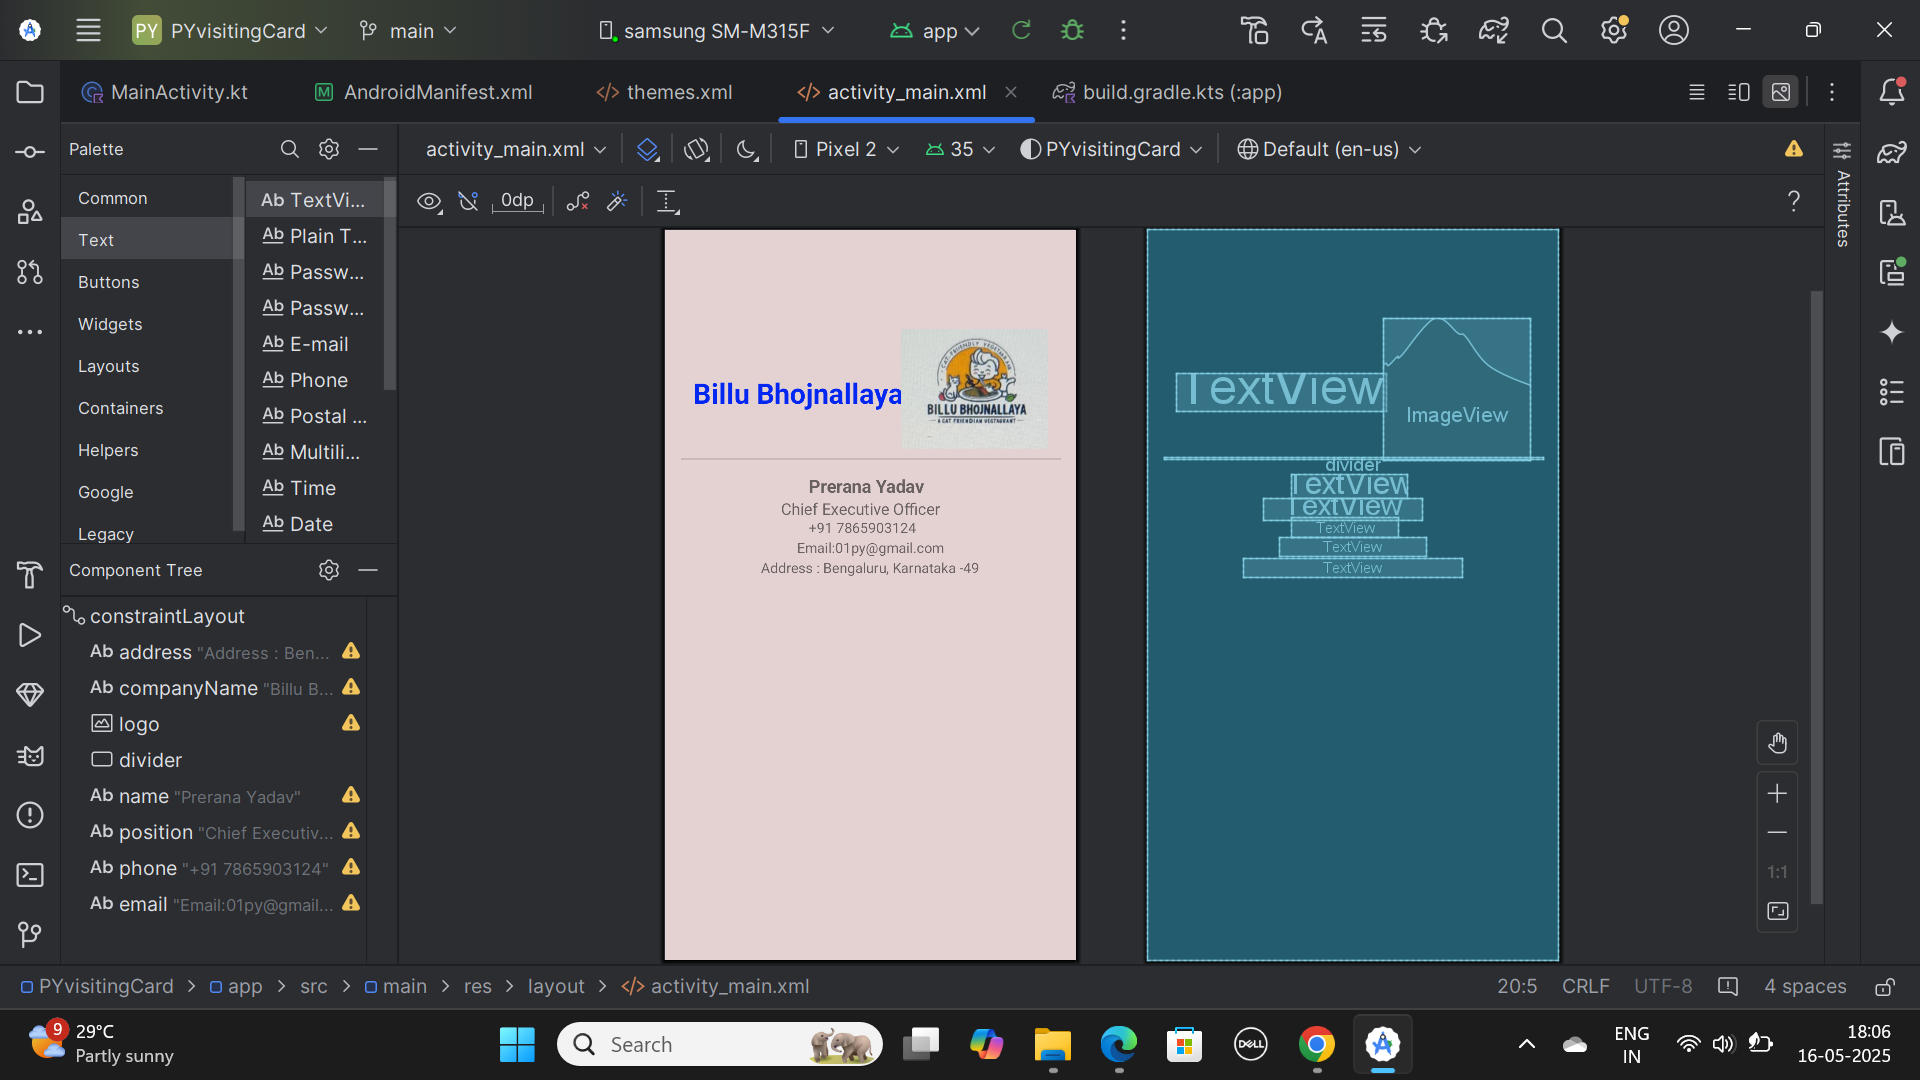 PY PYvisitingCard main samsung SM-M315F app
MainActivity.kt AndroidManifest.xml themes.xml activity_main.xml build.gradle.kts (:app)
Palette
activity_main.xml Pixel 2 35 PYvisitingCard Default (en-us)
0dp ?
Attributes
Common
Text
Buttons
Widgets
Layouts
Containers
Helpers
Google
Legacy
Ab TextVi...
Ab Plain T...
Ab Passw...
Ab Passw...
Ab E-mail
Ab Phone
Ab Postal ...
Ab Multili...
Ab Time
Ab Date
Component Tree
constraintLayout
Ab address "Address : Ben...
Ab companyName "Billu B...
logo
divider
Ab name "Prerana Yadav"
Ab position "Chief Executiv...
Ab phone "+91 7865903124"
Ab email "Email:01py@gmail...
Billu Bhojnallaya
BILLU BHOJNALLAYA
Prerana Yadav
Chief Executive Officer
+91 7865903124
Email:01py@gmail.com
Address : Bengaluru, Karnataka -49
TextView
ImageView
divider
TextView
TextView
TextView
TextView
TextView
1:1
PYvisitingCard > app > src > main > res > layout > activity_main.xml
20:5 CRLF UTF-8 4 spaces
9
29°C
Partly sunny
Search
DELL
ENG
IN
18:06
16-05-2025